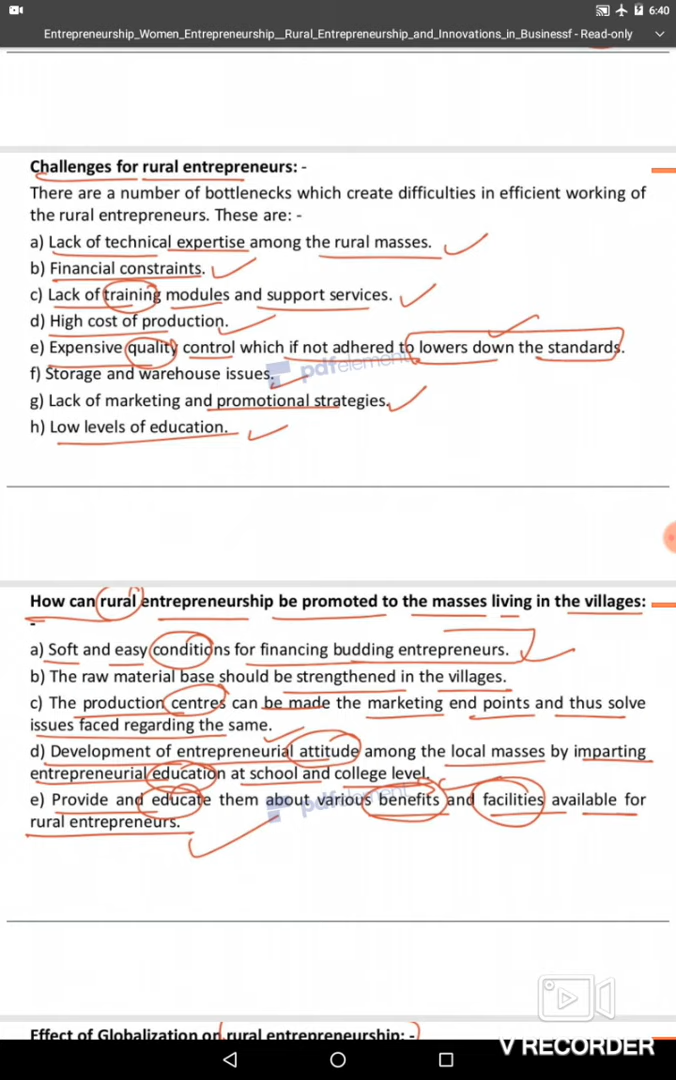 6:40
Entrepreneurship_Women_Entrepreneurship__Rural_Entrepreneurship_and_Innovations_in_Businessf - Read-only
Challenges for rural entrepreneurs: -
There are a number of bottlenecks which create difficulties in efficient working of
the rural entrepreneurs. These are: -
a) Lack of technical expertise among the rural masses.
b) Financial constraints.
c) Lack of training modules and support services.
d) High cost of production.
e) Expensive quality control which if not adhered to lowers down the standards.
f) Storage and warehouse issues.
pdfelement
g) Lack of marketing and promotional strategies.
h) Low levels of education.
How can rural entrepreneurship be promoted to the masses living in the villages:
-
a) Soft and easy conditions for financing budding entrepreneurs.
b) The raw material base should be strengthened in the villages.
c) The production centres can be made the marketing end points and thus solve
issues faced regarding the same.
d) Development of entrepreneurial attitude among the local masses by imparting
entrepreneurial education at school and college level.
e) Provide and educate them about various benefits and facilities available for
pdfelement
rural entrepreneurs.
Effect of Globalization on rural entrepreneurship: -
V RECORDER